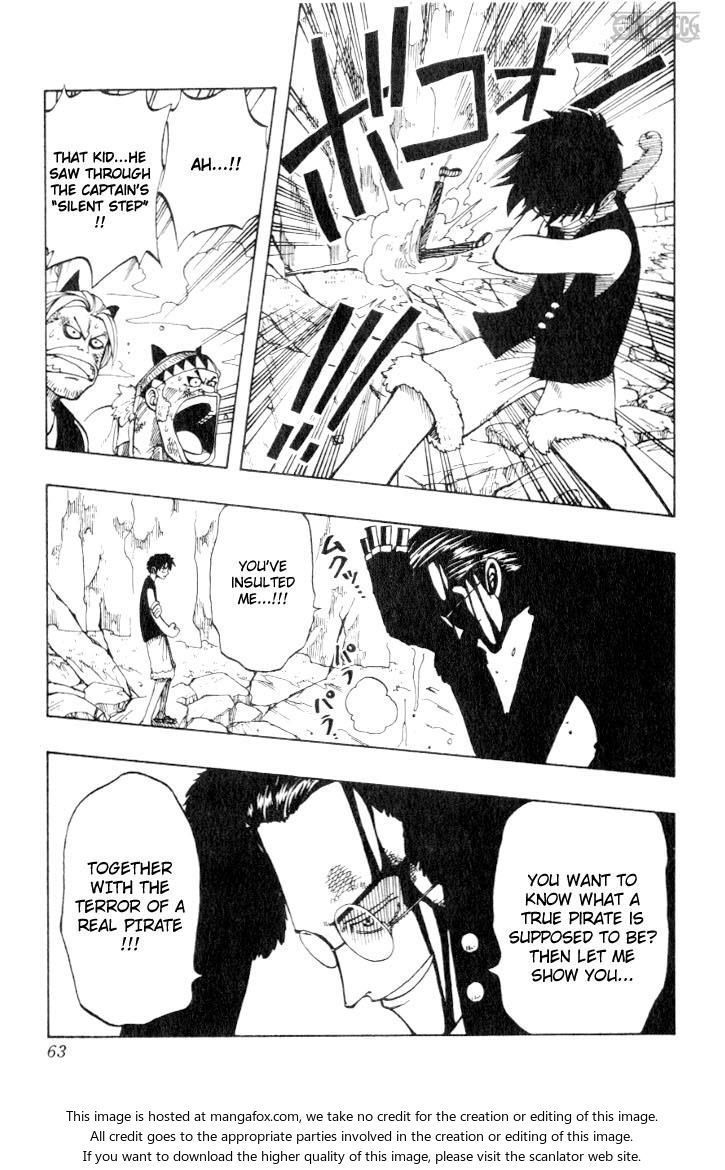 ONE PIECE
ボコオン
!!!
AH...!!
THAT KID...HE
SAW THROUGH
THE CAPTAIN'S
"SILENT STEP"
!!
ムクッ...
パラ
パラ
YOU'VE
INSULTED
ME...!!!
YOU WANT TO
KNOW WHAT A
TRUE PIRATE IS
SUPPOSED TO BE?
THEN LET ME
SHOW YOU...
TOGETHER
WITH THE
TERROR OF A
REAL PIRATE
!!!
63
This image is hosted at mangafox.com, we take no credit for the creation or editing of this image.
All credit goes to the appropriate parties involved in the creation or editing of this image.
If you want to download the higher quality of this image, please visit the scanlator web site.